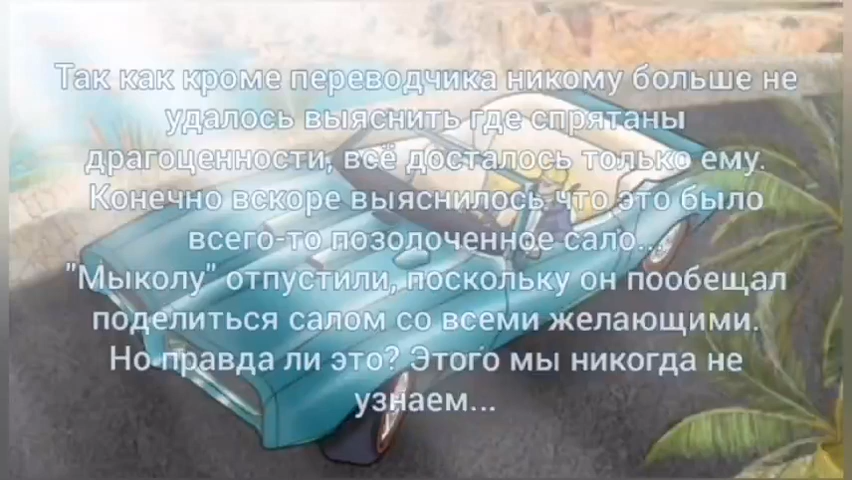 Так как кроме переводчика никому больше не
удалось выяснить где спрятаны
драгоценности, всё досталось только ему.
Конечно вскоре выяснилось что это было
всего-то позолоченное сало...
"Мыколу" отпустили, поскольку он пообещал
поделиться салом со всеми желающими.
Но правда ли это? Этого мы никогда не
узнаем...